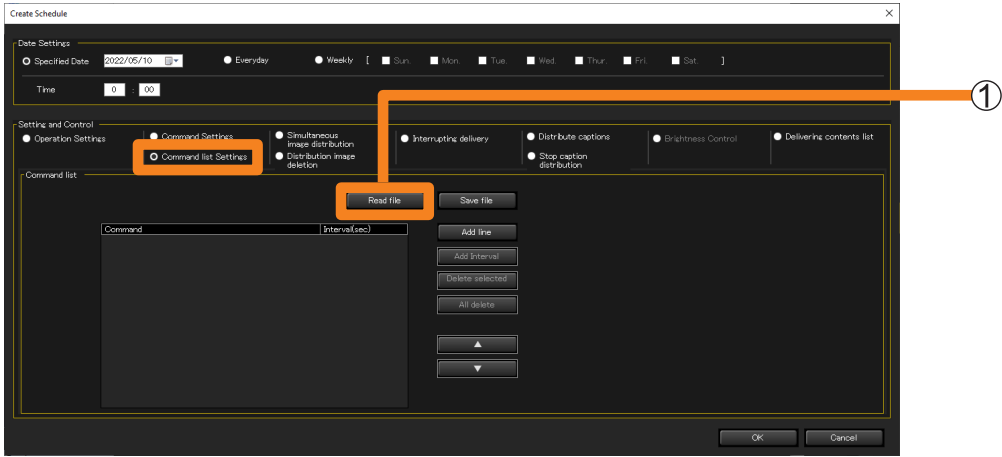 Create Schedule
Date Settings
Specified Date 2022/05/10 Everyday Weekly [ Sun. Mon. Tue. Wed. Thur. Fri. Sat. ]
Time 0 : 00
①
Setting and Control
Operation Settings Command Settings Simultaneous image distribution Interrupting delivery Distribute captions Brightness Control Delivering contents list
Command list Settings Distribution image deletion Stop caption distribution
Command list
Read file Save file
Command Interval(sec)
Add line
Add Interval
Delete selected
All delete
▲
▼
OK Cancel